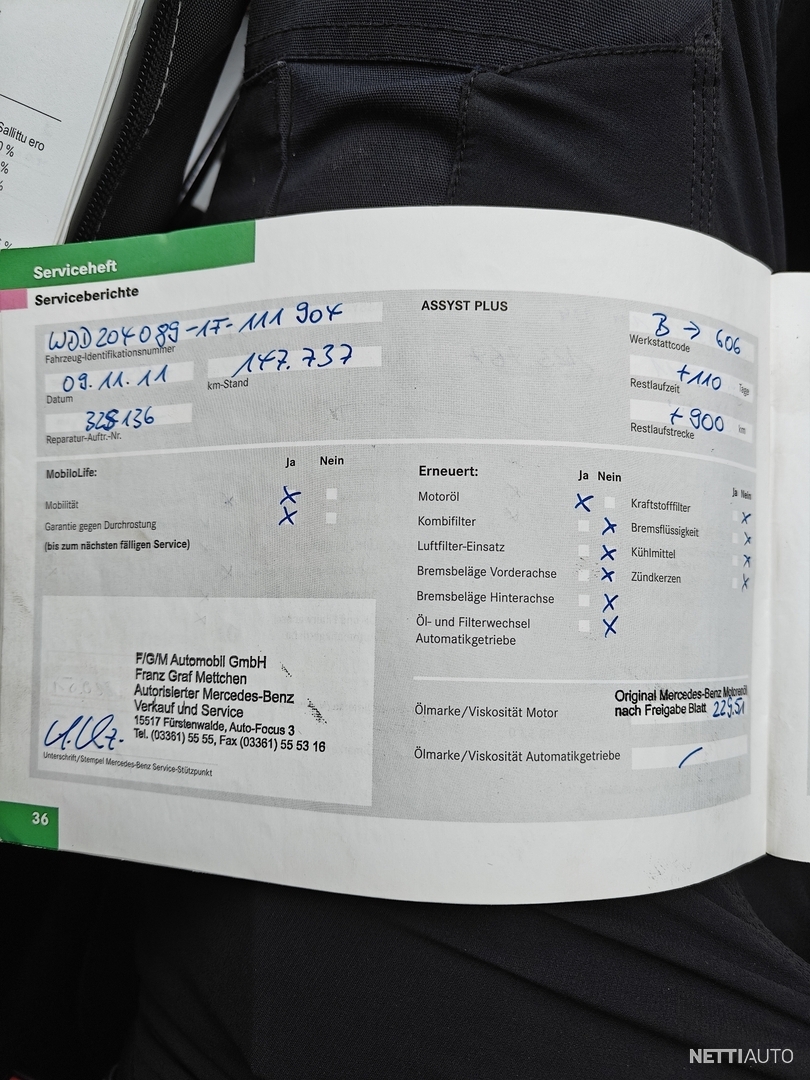 Sallittu ero
%
%
%
%
Serviceheft
Serviceberichte
WDD204089-1F-111904
Fahrzeug-Identifikationsnummer
09.11.11
Datum
147.737
km-Stand
328136
Reparatur-Auftr.-Nr.
ASSYST PLUS
B → 606
Werkstattcode
+110 Tage
Restlaufzeit
+900 km
Restlaufstrecke
MobiloLife: Ja Nein
Mobilität X
Garantie gegen Durchrostung X
(bis zum nächsten fälligen Service)
Erneuert: Ja Nein
Motoröl X
Kombifilter X
Luftfilter-Einsatz X
Bremsbeläge Vorderachse X
Bremsbeläge Hinterachse X
Öl- und Filterwechsel X
Automatikgetriebe
Ja Nein
Kraftstofffilter X
Bremsflüssigkeit X
Kühlmittel X
Zündkerzen X
F/G/M Automobil GmbH
Franz Graf Mettchen
Autorisierter Mercedes-Benz
Verkauf und Service
15517 Fürstenwalde, Auto-Focus 3
Tel. (03361) 55 55, Fax (03361) 55 53 16
Unterschrift/Stempel Mercedes-Benz Service-Stützpunkt
Ölmarke/Viskosität Motor
Original Mercedes-Benz Motorenöl
nach Freigabe Blatt 229.51
Ölmarke/Viskosität Automatikgetriebe
36
NETTIAUTO